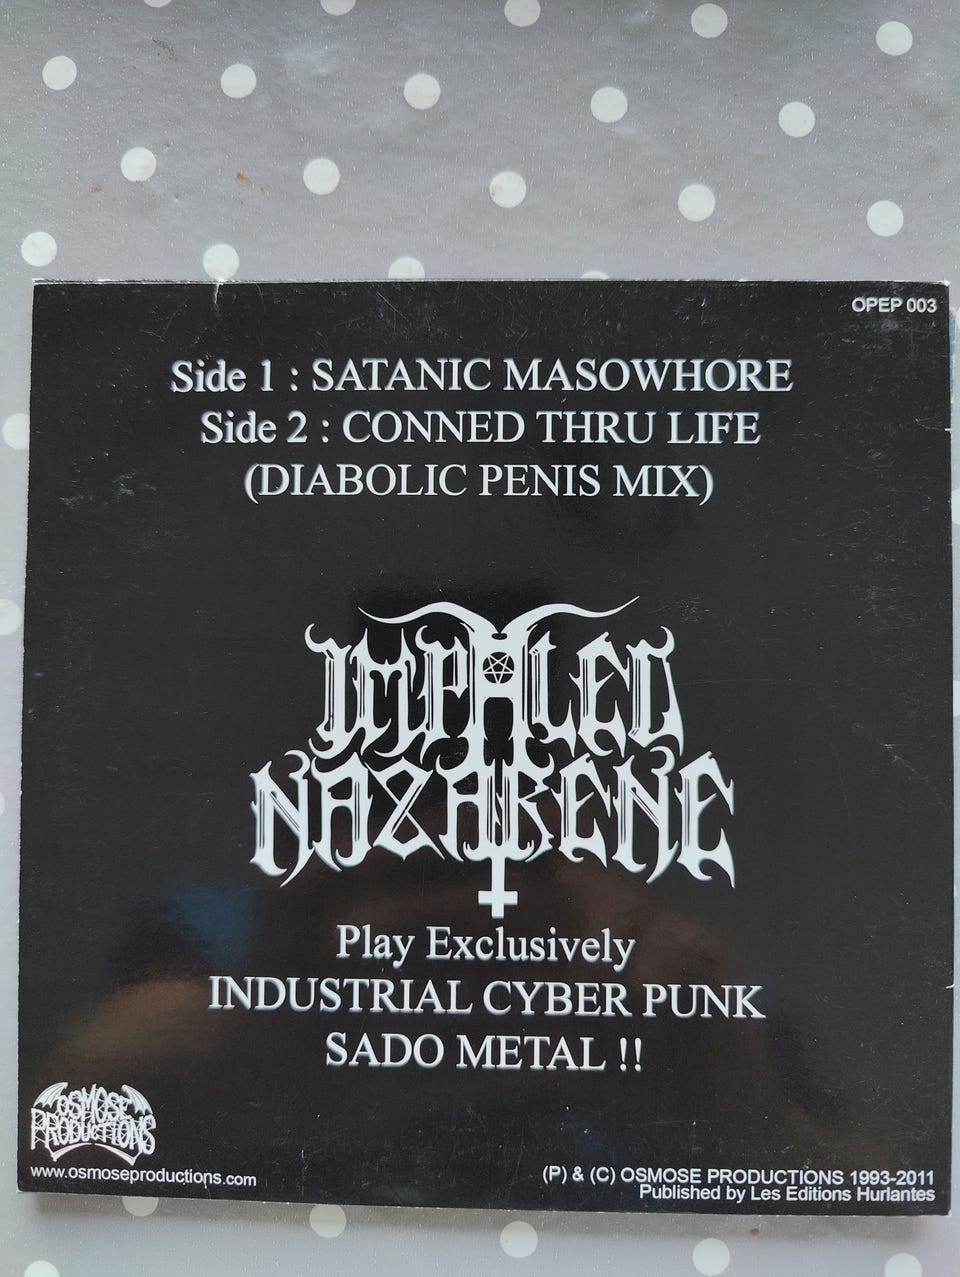 OPEP 003
Side 1 : SATANIC MASOWHORE
Side 2 : CONNED THRU LIFE
(DIABOLIC PENIS MIX)
IMPALED
NAZARENE
Play Exclusively
INDUSTRIAL CYBER PUNK
SADO METAL !!
OSMOSE
PRODUCTIONS
www.osmoseproductions.com
(P) & (C) OSMOSE PRODUCTIONS 1993-2011
Published by Les Editions Hurlantes